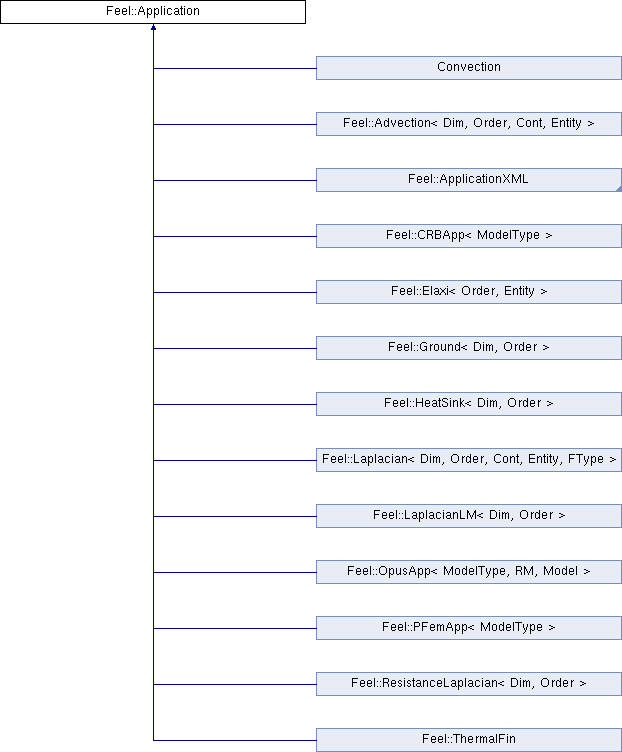 Feel::Application
Convection
Feel::Advection< Dim, Order, Cont, Entity >
Feel::ApplicationXML
Feel::CRBApp< ModelType >
Feel::Elaxi< Order, Entity >
Feel::Ground< Dim, Order >
Feel::HeatSink< Dim, Order >
Feel::Laplacian< Dim, Order, Cont, Entity, FType >
Feel::LaplacianLM< Dim, Order >
Feel::OpusApp< ModelType, RM, Model >
Feel::PFemApp< ModelType >
Feel::ResistanceLaplacian< Dim, Order >
Feel::ThermalFin